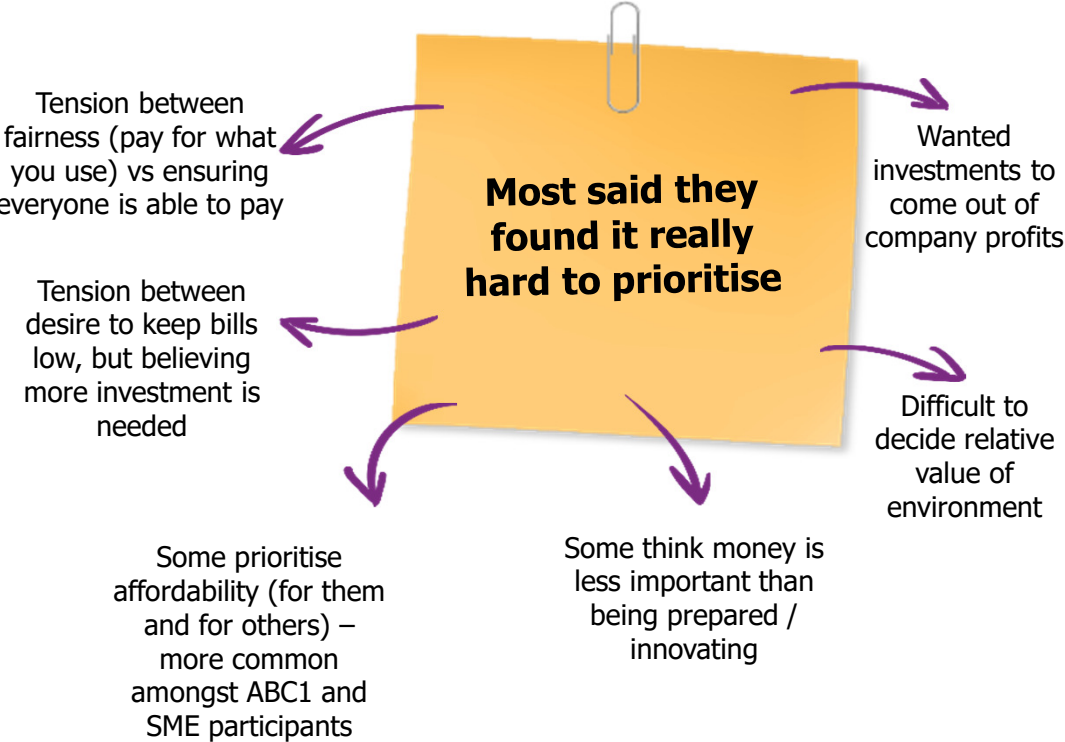 Tension between
fairness (pay for what
you use) vs ensuring
everyone is able to pay
Tension between
desire to keep bills
low, but believing
more investment is
needed
Most said they
found it really
hard to prioritise
Wanted
investments to
come out of
company profits
Difficult to
decide relative
value of
environment
Some prioritise
affordability (for them
and for others) –
more common
amongst ABC1 and
SME participants
Some think money is
less important than
being prepared /
innovating